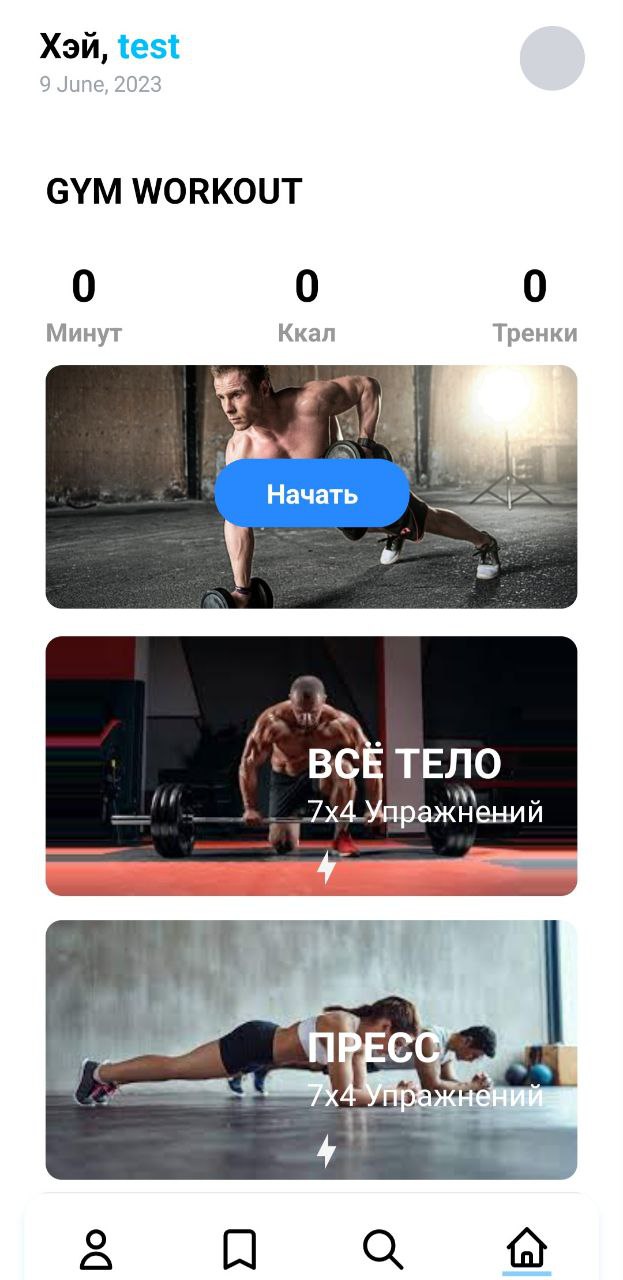 Хэй, test
9 June, 2023
GYM WORKOUT
0 0 0
Минут Ккал Тренки
Начать
ВСЁ ТЕЛО
7x4 Упражнений
ПРЕСС
7x4 Упражнений